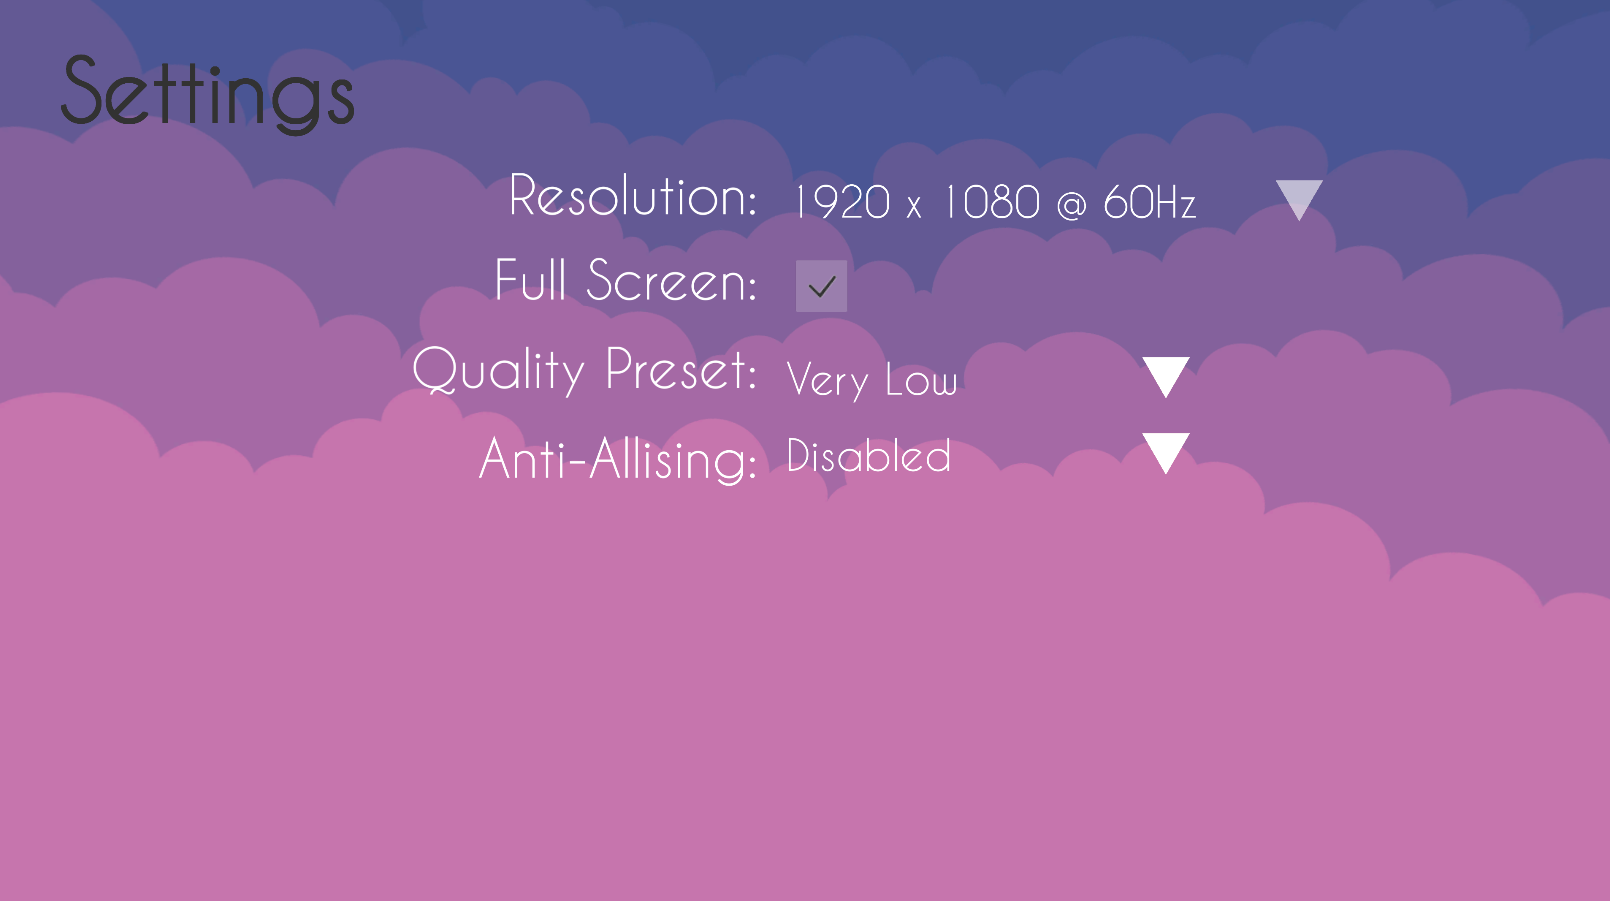 Settings
Resolution: 1920 x 1080 @ 60Hz
Full Screen:
Quality Preset: Very Low
Anti-Allising: Disabled